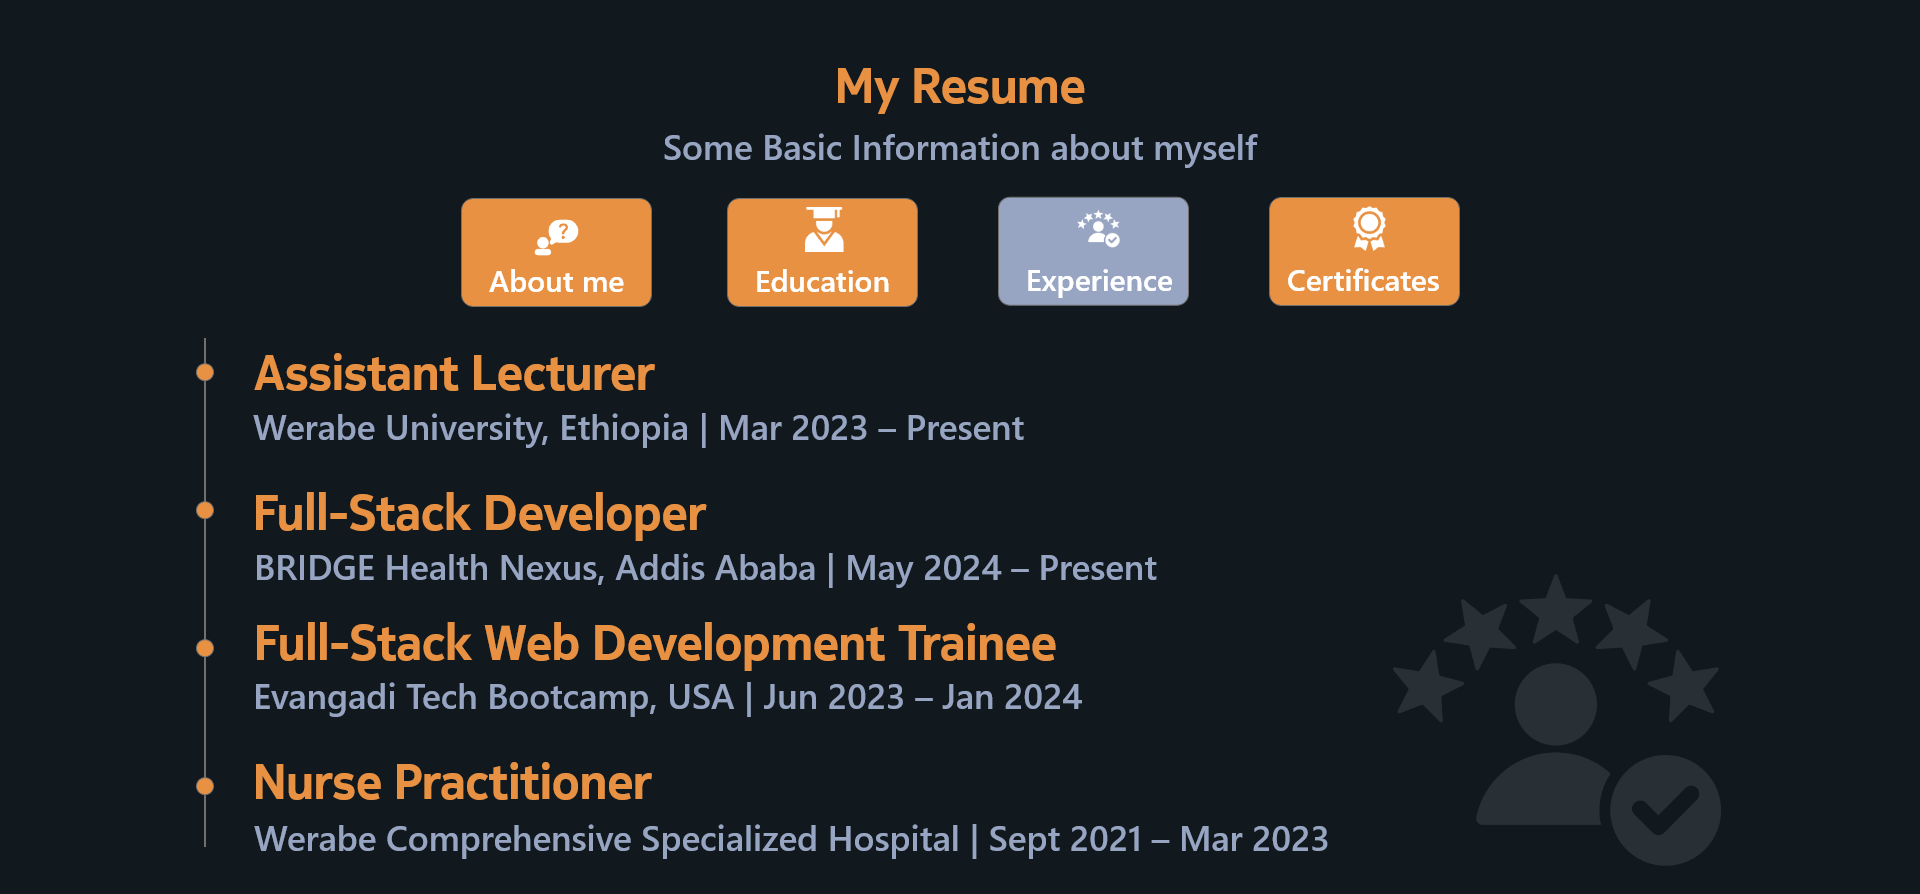 My Resume
Some Basic Information about myself
?
About me
Education
Experience
Certificates
Assistant Lecturer
Werabe University, Ethiopia | Mar 2023 – Present
Full-Stack Developer
BRIDGE Health Nexus, Addis Ababa | May 2024 – Present
Full-Stack Web Development Trainee
Evangadi Tech Bootcamp, USA | Jun 2023 – Jan 2024
Nurse Practitioner
Werabe Comprehensive Specialized Hospital | Sept 2021 – Mar 2023